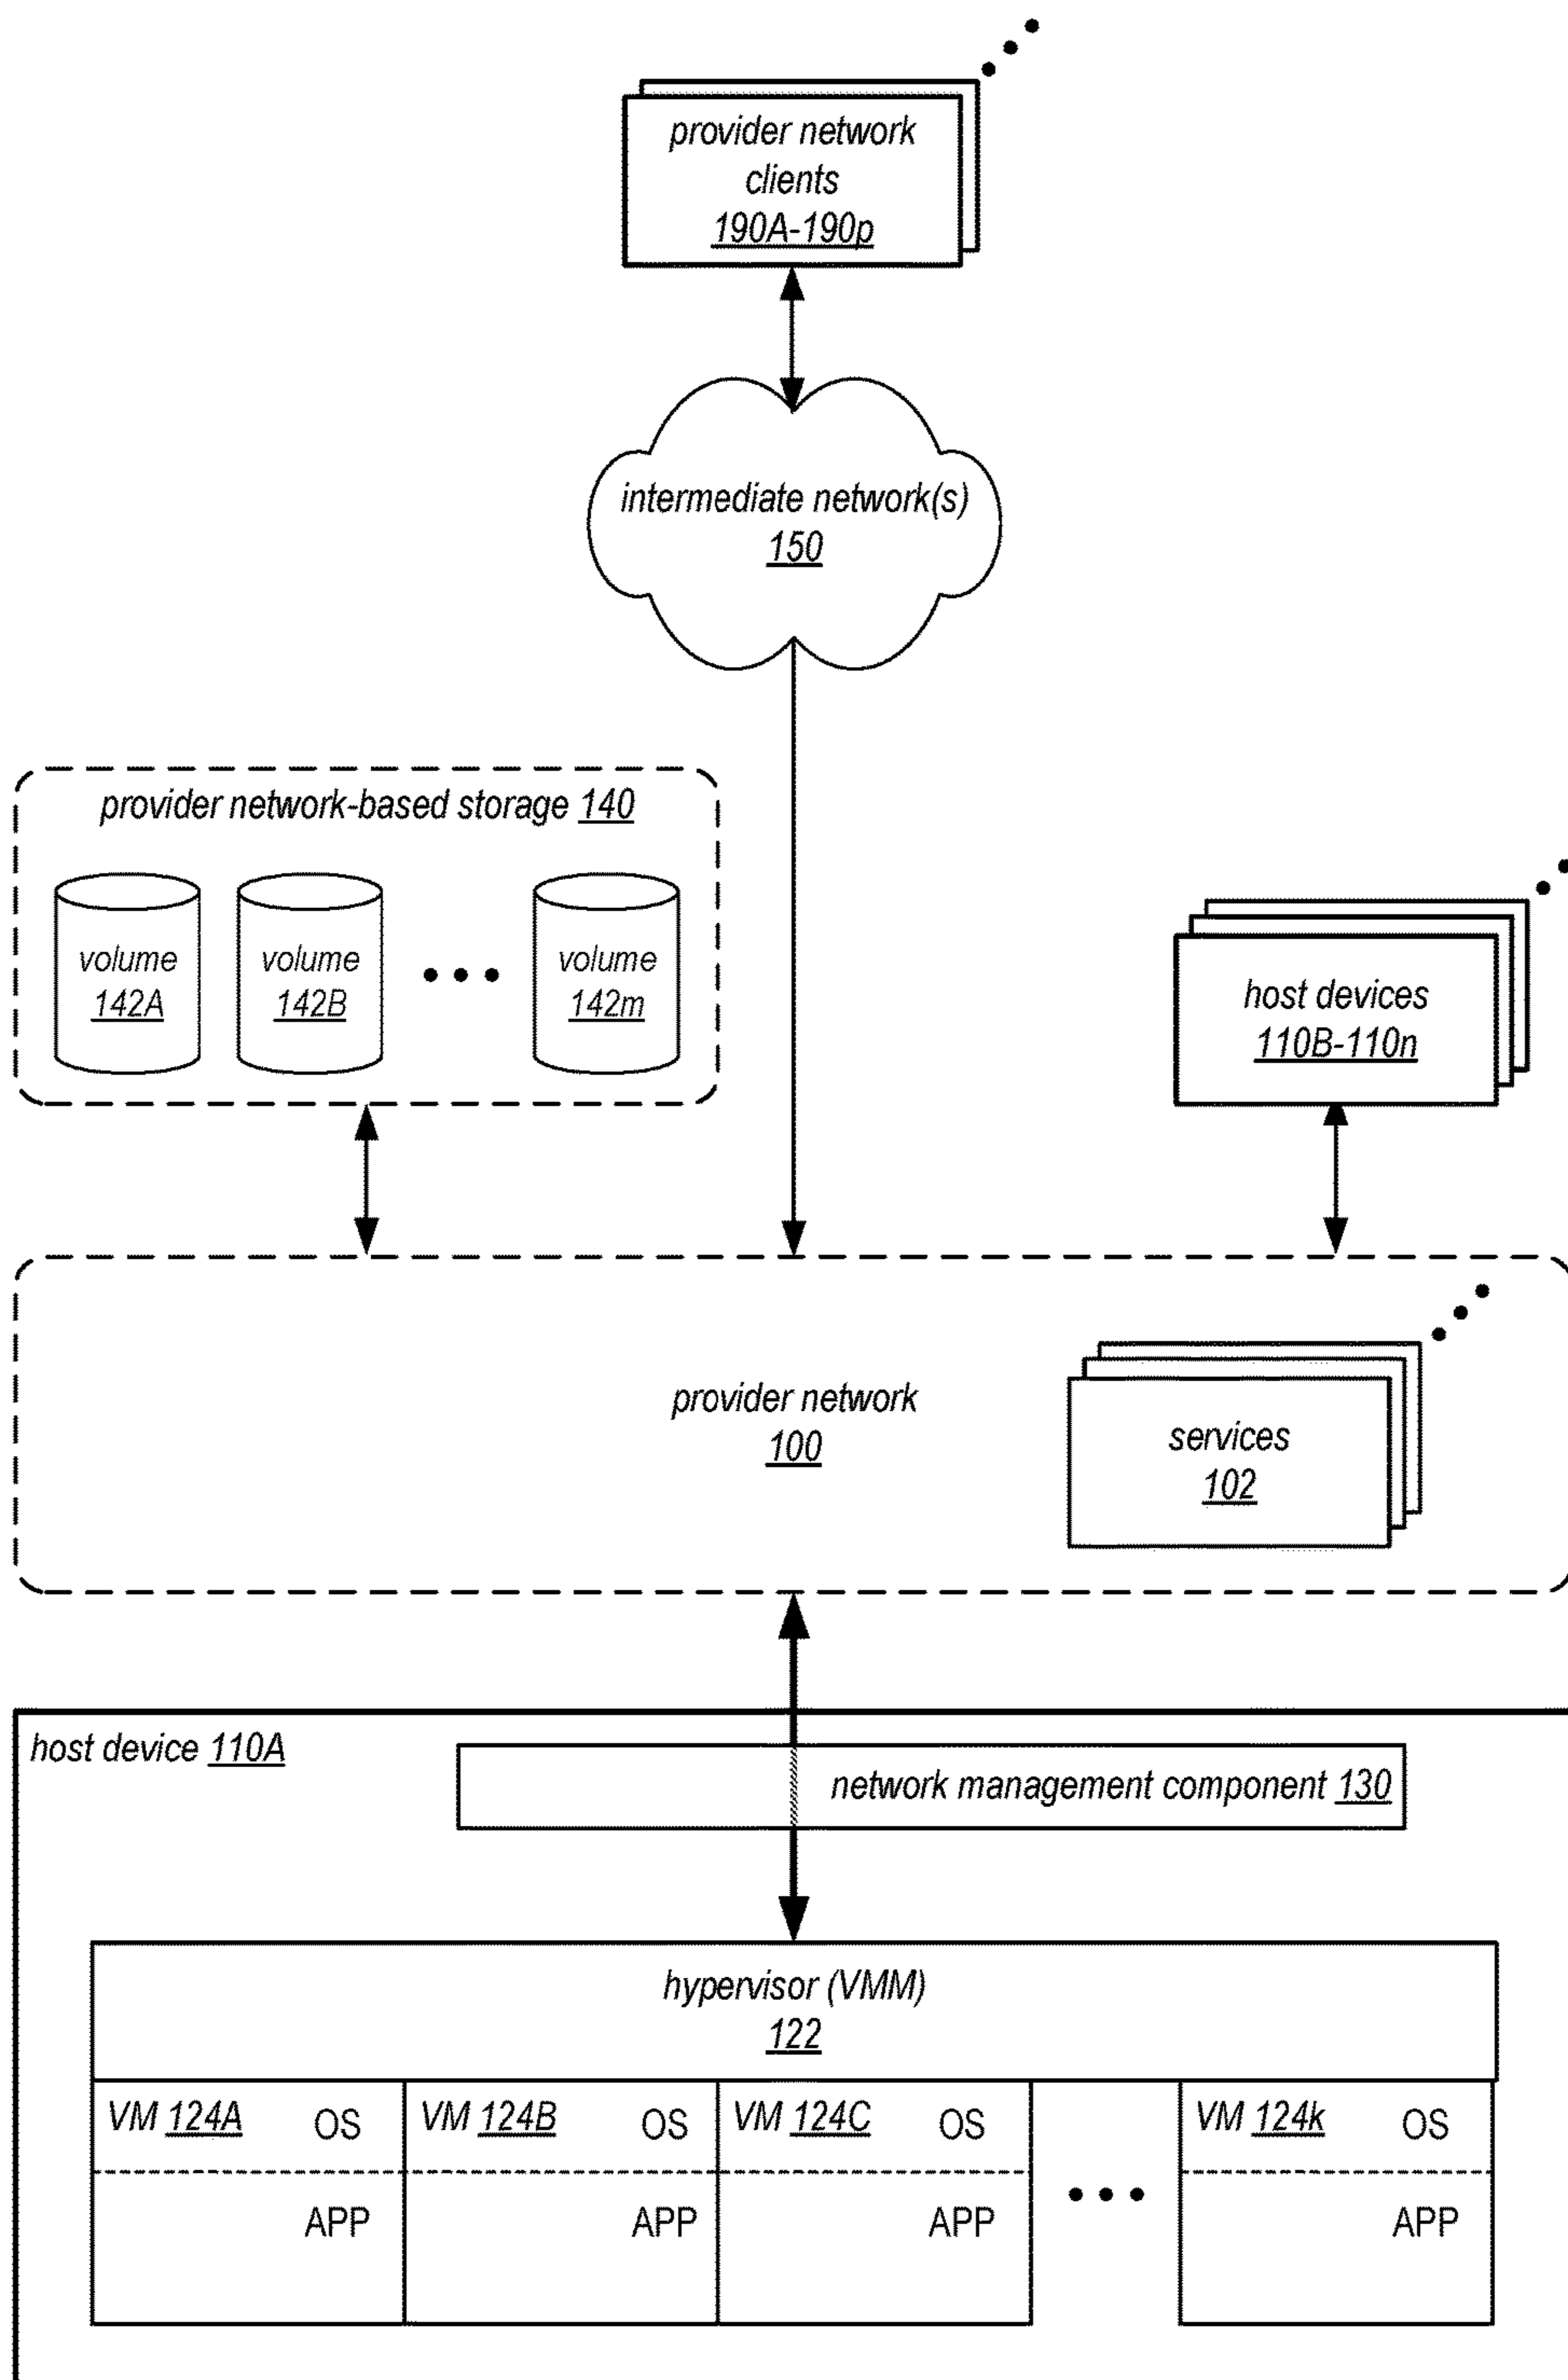 provider network
clients
190A-190p
intermediate network(s)
150
provider network-based storage 140
volume
142A
volume
142B
volume
142m
host devices
110B-110n
provider network
100
services
102
host device 110A
network management component 130
hypervisor (VMM)
122
VM 124A OS
APP
VM 124B OS
APP
VM 124C OS
APP
VM 124k OS
APP